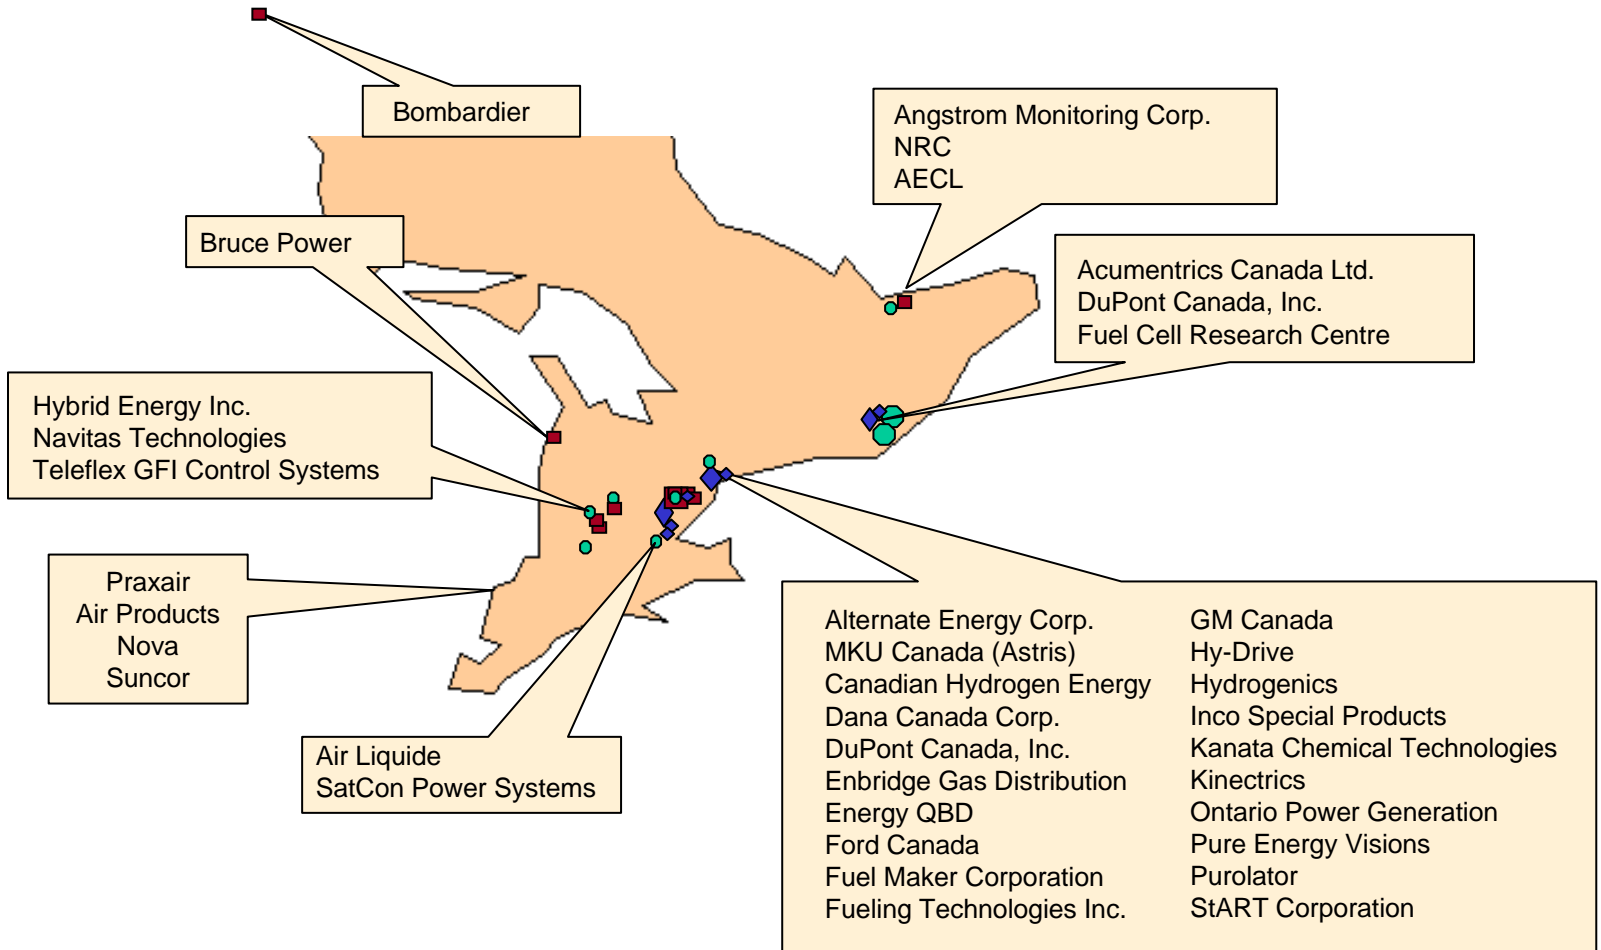 Bombardier
Angstrom Monitoring Corp.
NRC
AECL
Bruce Power
Acumentrics Canada Ltd.
DuPont Canada, Inc.
Fuel Cell Research Centre
Hybrid Energy Inc.
Navitas Technologies
Teleflex GFI Control Systems
Praxair
Air Products
Nova
Suncor
Air Liquide
SatCon Power Systems
Alternate Energy Corp.
MKU Canada (Astris)
Canadian Hydrogen Energy
Dana Canada Corp.
DuPont Canada, Inc.
Enbridge Gas Distribution
Energy QBD
Ford Canada
Fuel Maker Corporation
Fueling Technologies Inc.
GM Canada
Hy-Drive
Hydrogenics
Inco Special Products
Kanata Chemical Technologies
Kinectrics
Ontario Power Generation
Pure Energy Visions
Purolator
StART Corporation